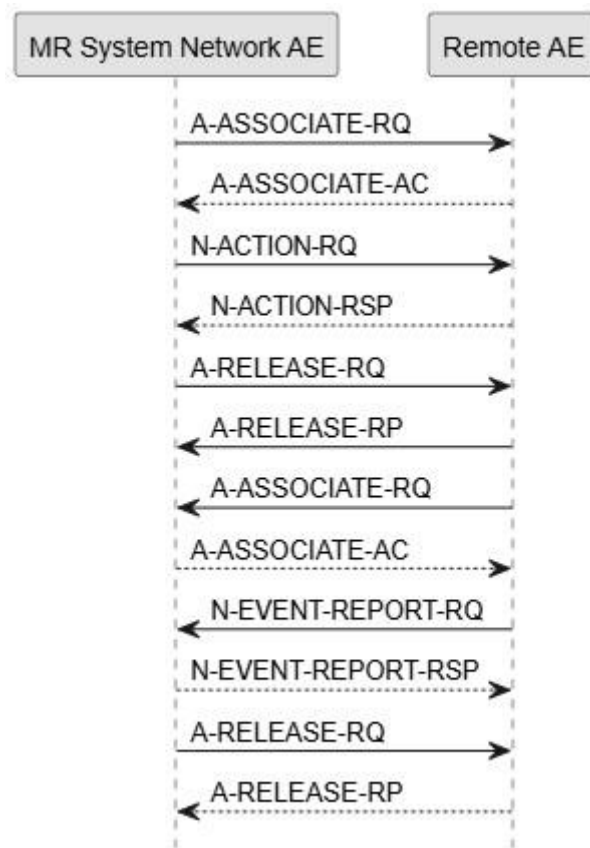 MR System Network AE
Remote AE
A-ASSOCIATE-RQ
A-ASSOCIATE-AC
N-ACTION-RQ
N-ACTION-RSP
A-RELEASE-RQ
A-RELEASE-RP
A-ASSOCIATE-RQ
A-ASSOCIATE-AC
N-EVENT-REPORT-RQ
N-EVENT-REPORT-RSP
A-RELEASE-RQ
A-RELEASE-RP